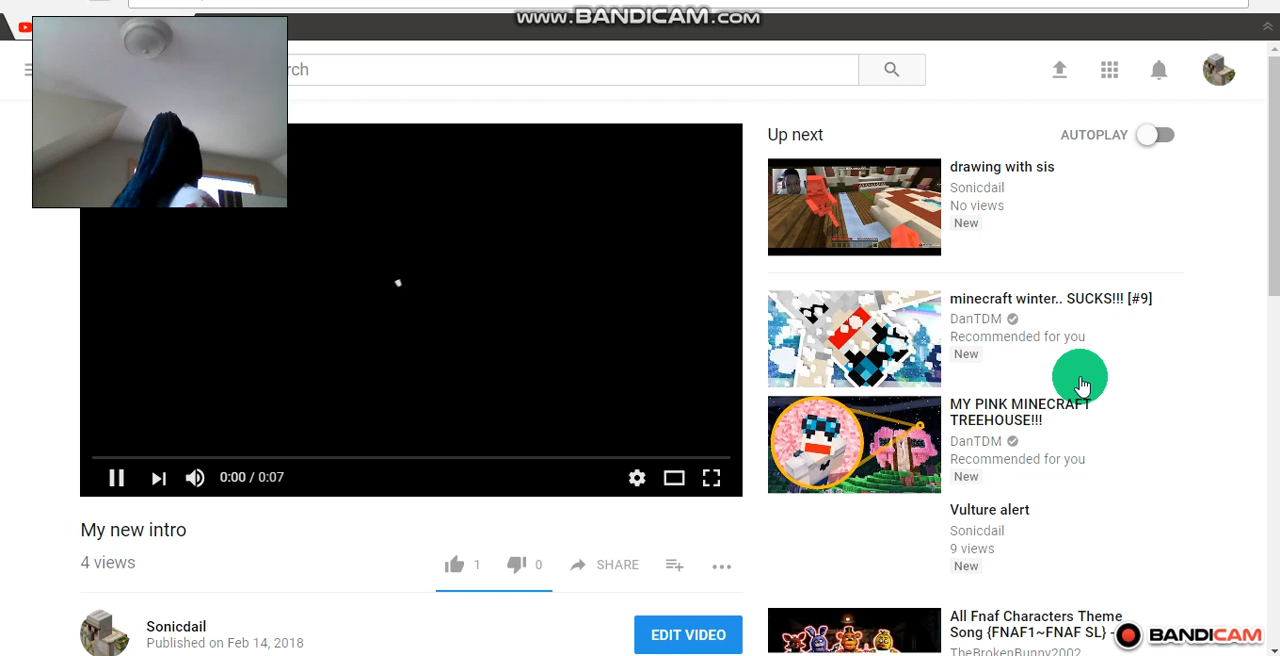 www.BANDICAM.com
rch
Up next
AUTOPLAY
drawing with sis
Sonicdail
No views
New
minecraft winter.. SUCKS!!! [#9]
DanTDM
Recommended for you
New
MY PINK MINECRAFT
TREEHOUSE!!!
DanTDM
Recommended for you
New
0:00 / 0:07
My new intro
4 views
1
0
SHARE
Vulture alert
Sonicdail
9 views
New
Sonicdail
Published on Feb 14, 2018
EDIT VIDEO
All Fnaf Characters Theme
Song {FNAF1~FNAF SL} -
TheBrokenBunny2002
BANDICAM